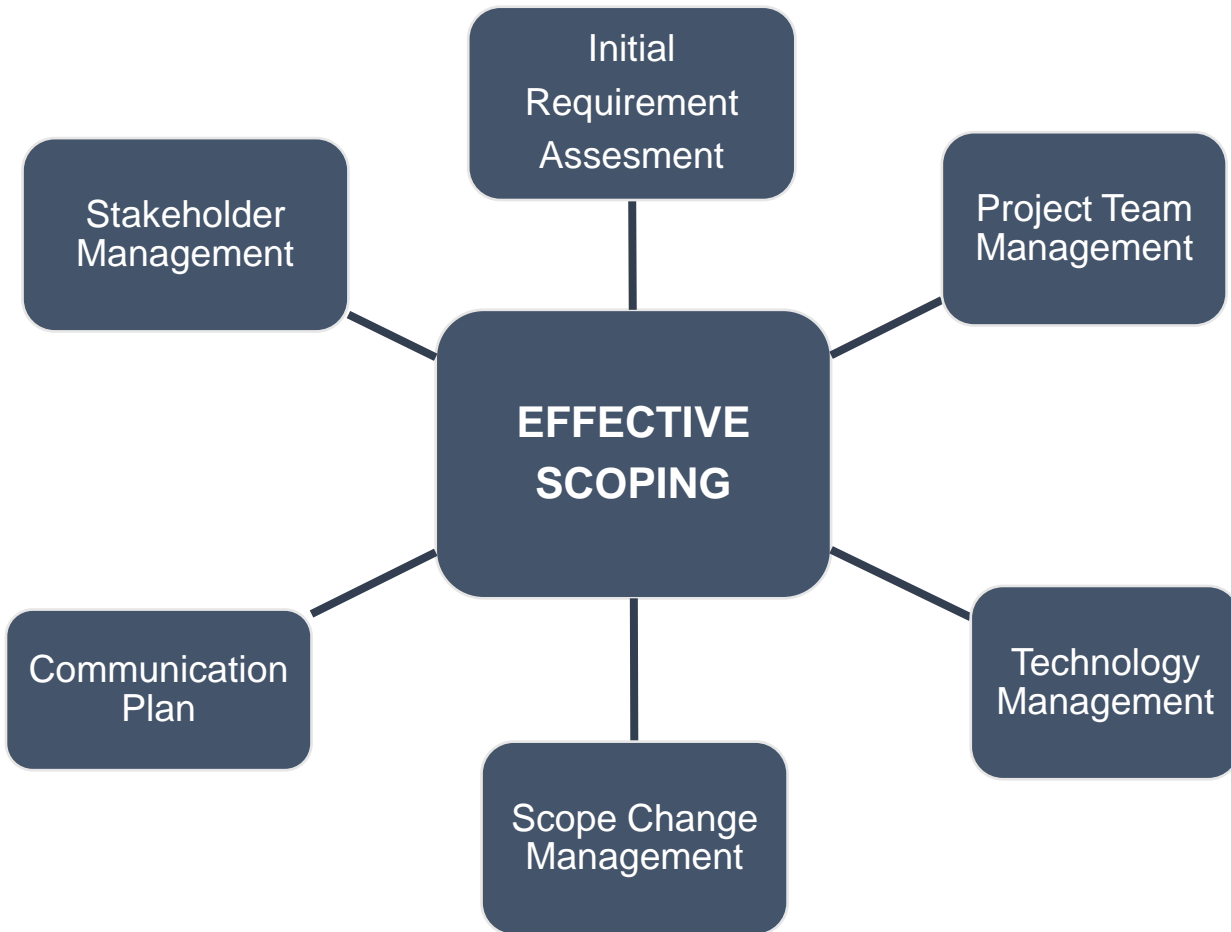 Initial
Requirement
Assesment
Stakeholder
Management
Project Team
Management
EFFECTIVE
SCOPING
Communication
Plan
Technology
Management
Scope Change
Management